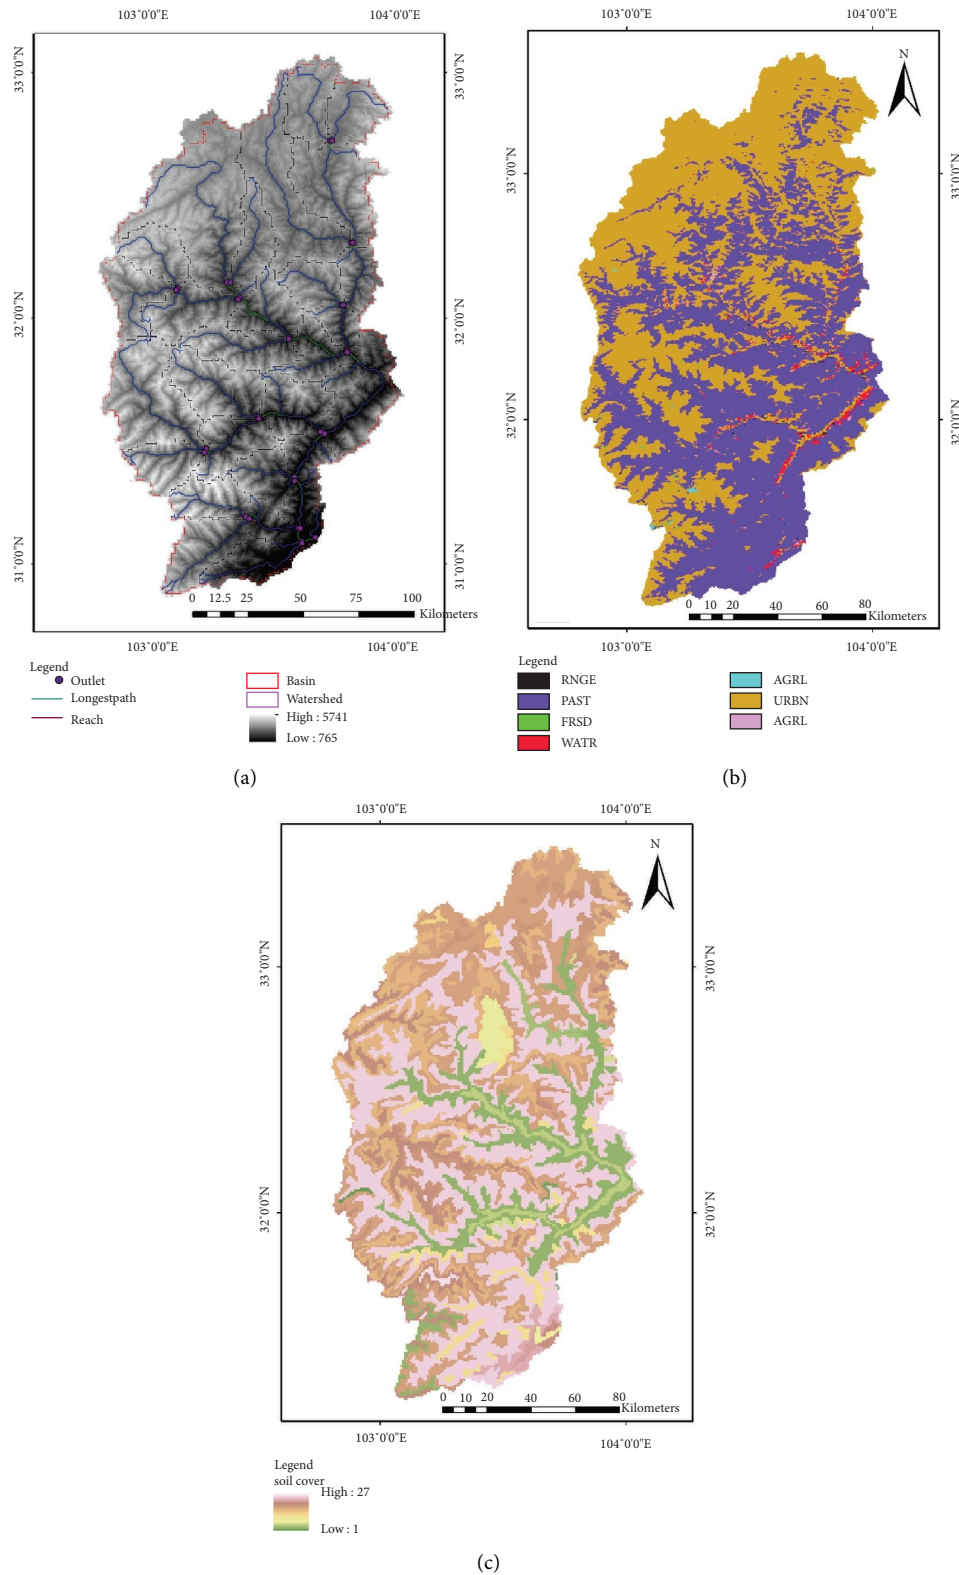 103°0'0"E 104°0'0"E
33°0'0"N 33°0'0"N
32°0'0"N 32°0'0"N
31°0'0"N 31°0'0"N
0 12.5 25 50 75 100
Kilometers
103°0'0"E 104°0'0"E
Legend
Outlet
Longestpath
Reach
Basin
Watershed
High : 5741
Low : 765
(a)
103°0'0"E 104°0'0"E
N
33°0'0"N 33°0'0"N
32°0'0"N 32°0'0"N
0 10 20 40 60 80
Kilometers
103°0'0"E 104°0'0"E
Legend
RNGE
PAST
FRSD
WATR
AGRL
URBN
AGRL
(b)
103°0'0"E 104°0'0"E
N
33°0'0"N 33°0'0"N
32°0'0"N 32°0'0"N
0 10 20 40 60 80
Kilometers
103°0'0"E 104°0'0"E
Legend
soil cover
High : 27
Low : 1
(c)